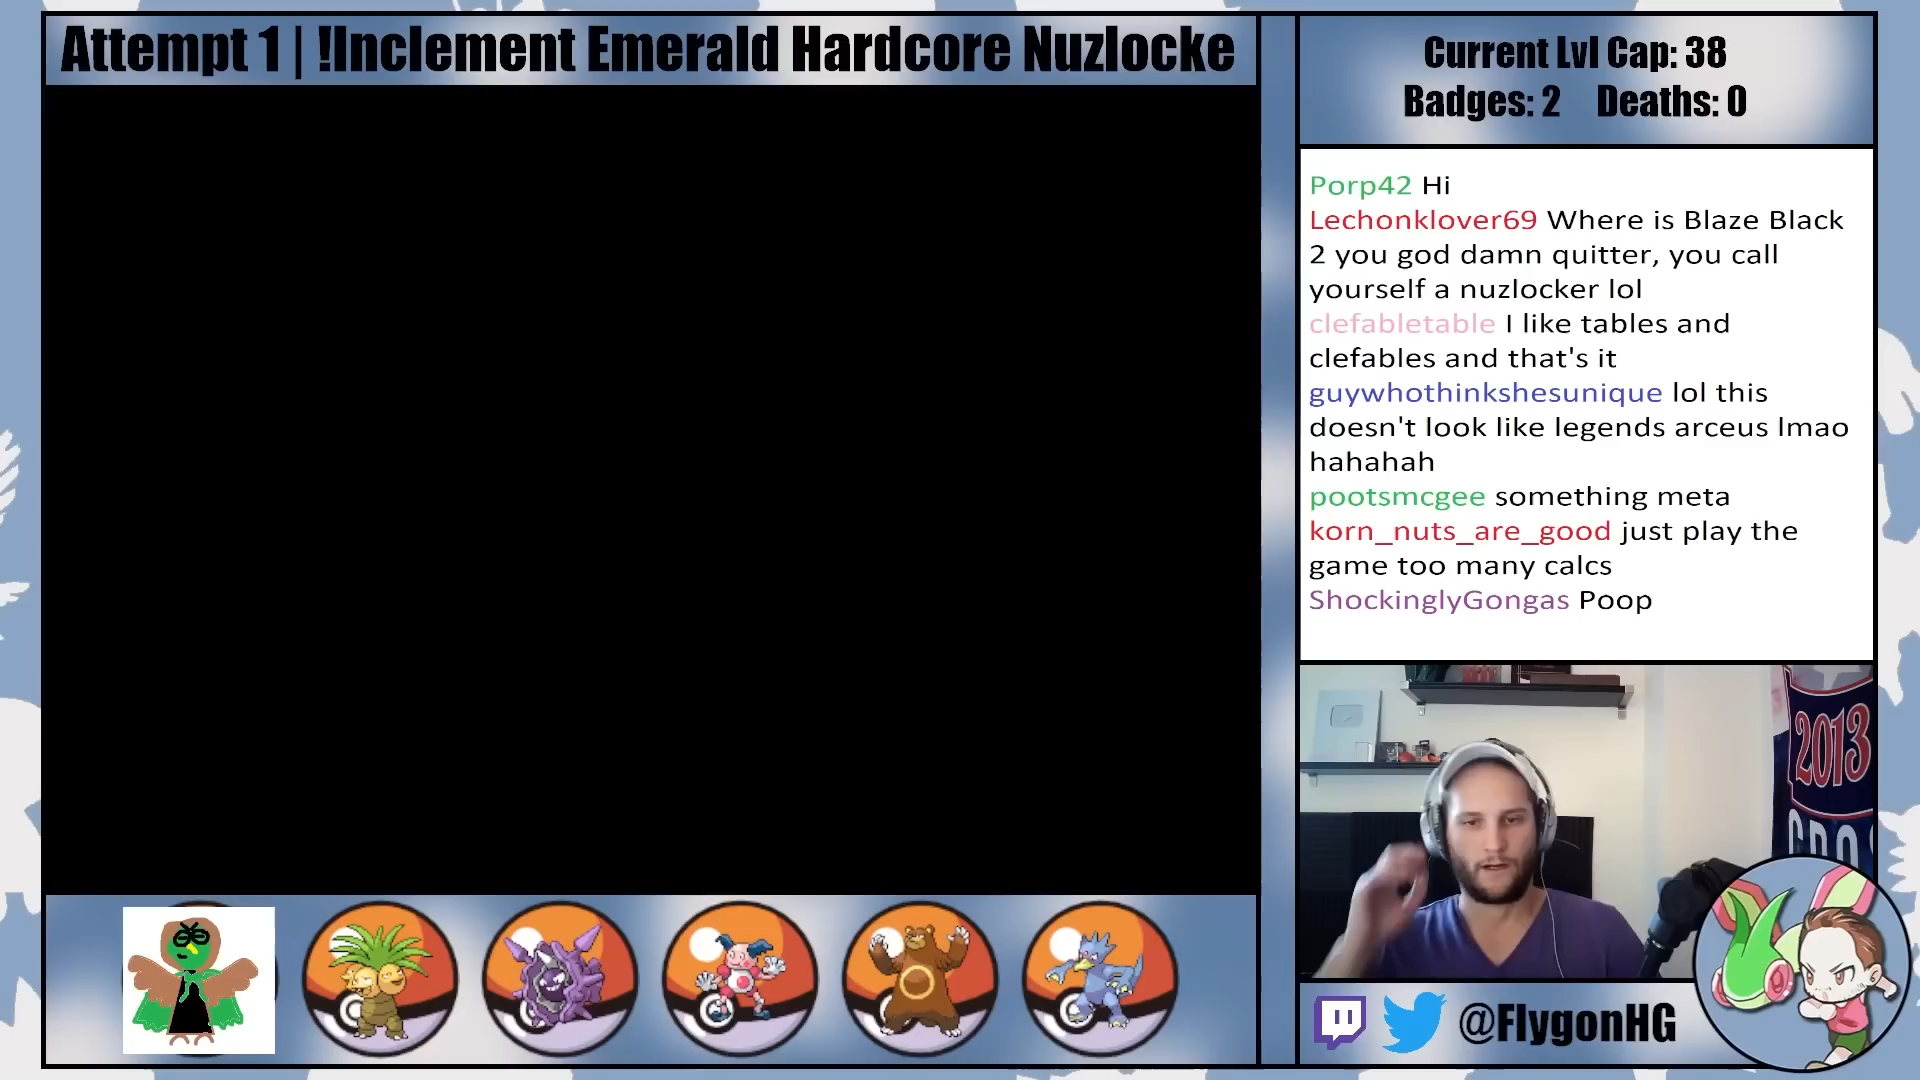 Attempt 1 | !Inclement Emerald Hardcore Nuzlocke
Current Lvl Cap: 38
Badges: 2 Deaths: 0
Porp42 Hi
Lechonklover69 Where is Blaze Black
2 you god damn quitter, you call
yourself a nuzlocker lol
clefabletable I like tables and
clefables and that's it
guywhothinkshesunique lol this
doesn't look like legends arceus lmao
hahahah
pootsmcgee something meta
korn_nuts_are_good just play the
game too many calcs
ShockinglyGongas Poop
2013
@FlygonHG